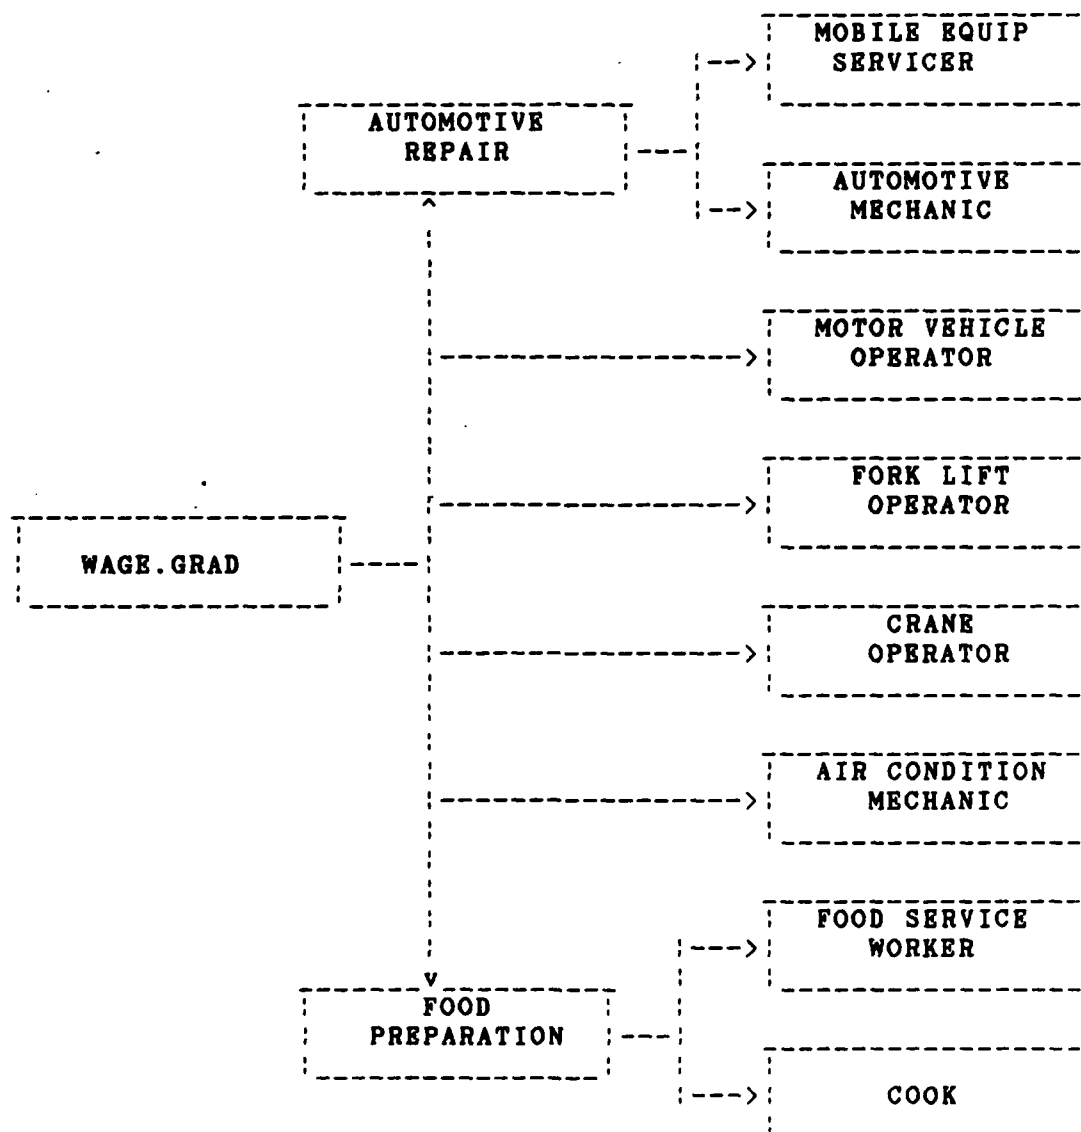 MOBILE EQUIP
SERVICER
AUTOMOTIVE
REPAIR
AUTOMOTIVE
MECHANIC
MOTOR VEHICLE
OPERATOR
FORK LIFT
OPERATOR
WAGE.GRAD
CRANE
OPERATOR
AIR CONDITION
MECHANIC
FOOD SERVICE
WORKER
FOOD
PREPARATION
COOK